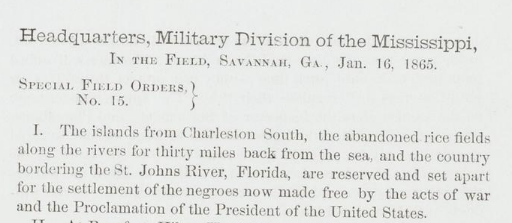 Headquarters, Military Division of the Mississippi,
IN THE FIELD, SAVANNAH, GA., Jan. 16, 1865.
SPECIAL FIELD ORDERS, }
No. 15.
I. The islands from Charleston South, the abandoned rice fields
along the rivers for thirty miles back from the sea, and the country
bordering the St. Johns River, Florida, are reserved and set apart
for the settlement of the negroes now made free by the acts of war
and the Proclamation of the President of the United States.